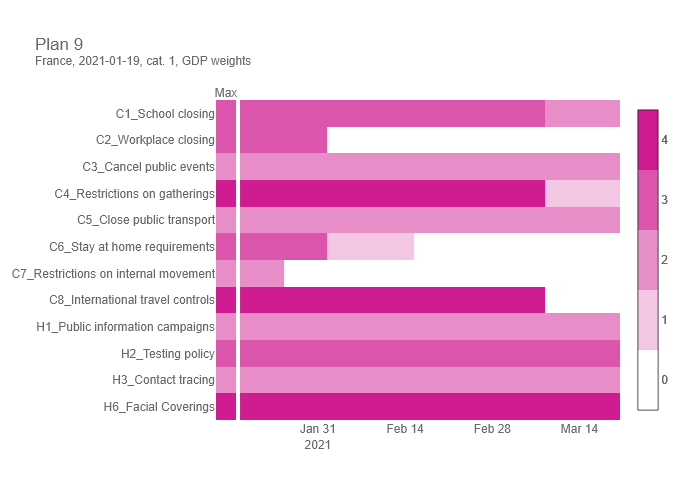 Plan 9
France, 2021-01-19, cat. 1, GDP weights
Max
C1_School closing
C2_Workplace closing
C3_Cancel public events
C4_Restrictions on gatherings
C5_Close public transport
C6_Stay at home requirements
C7_Restrictions on internal movement
C8_International travel controls
H1_Public information campaigns
H2_Testing policy
H3_Contact tracing
H6_Facial Coverings
Jan 31 Feb 14 Feb 28 Mar 14
2021
4
3
2
1
0